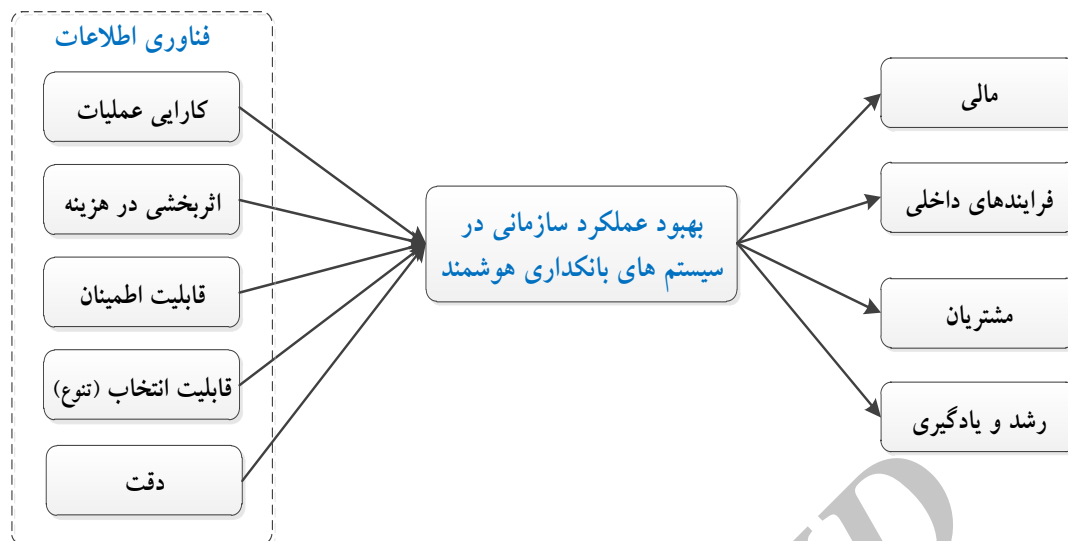 فناوری اطلاعات
کارایی عملیات
اثربخشی در هزینه
قابلیت اطمینان
قابلیت انتخاب (تنوع)
دقت
بهبود عملکرد سازمانی در
سیستم های بانکداری هوشمند
مالی
فرایندهای داخلی
مشتریان
رشد و یادگیری